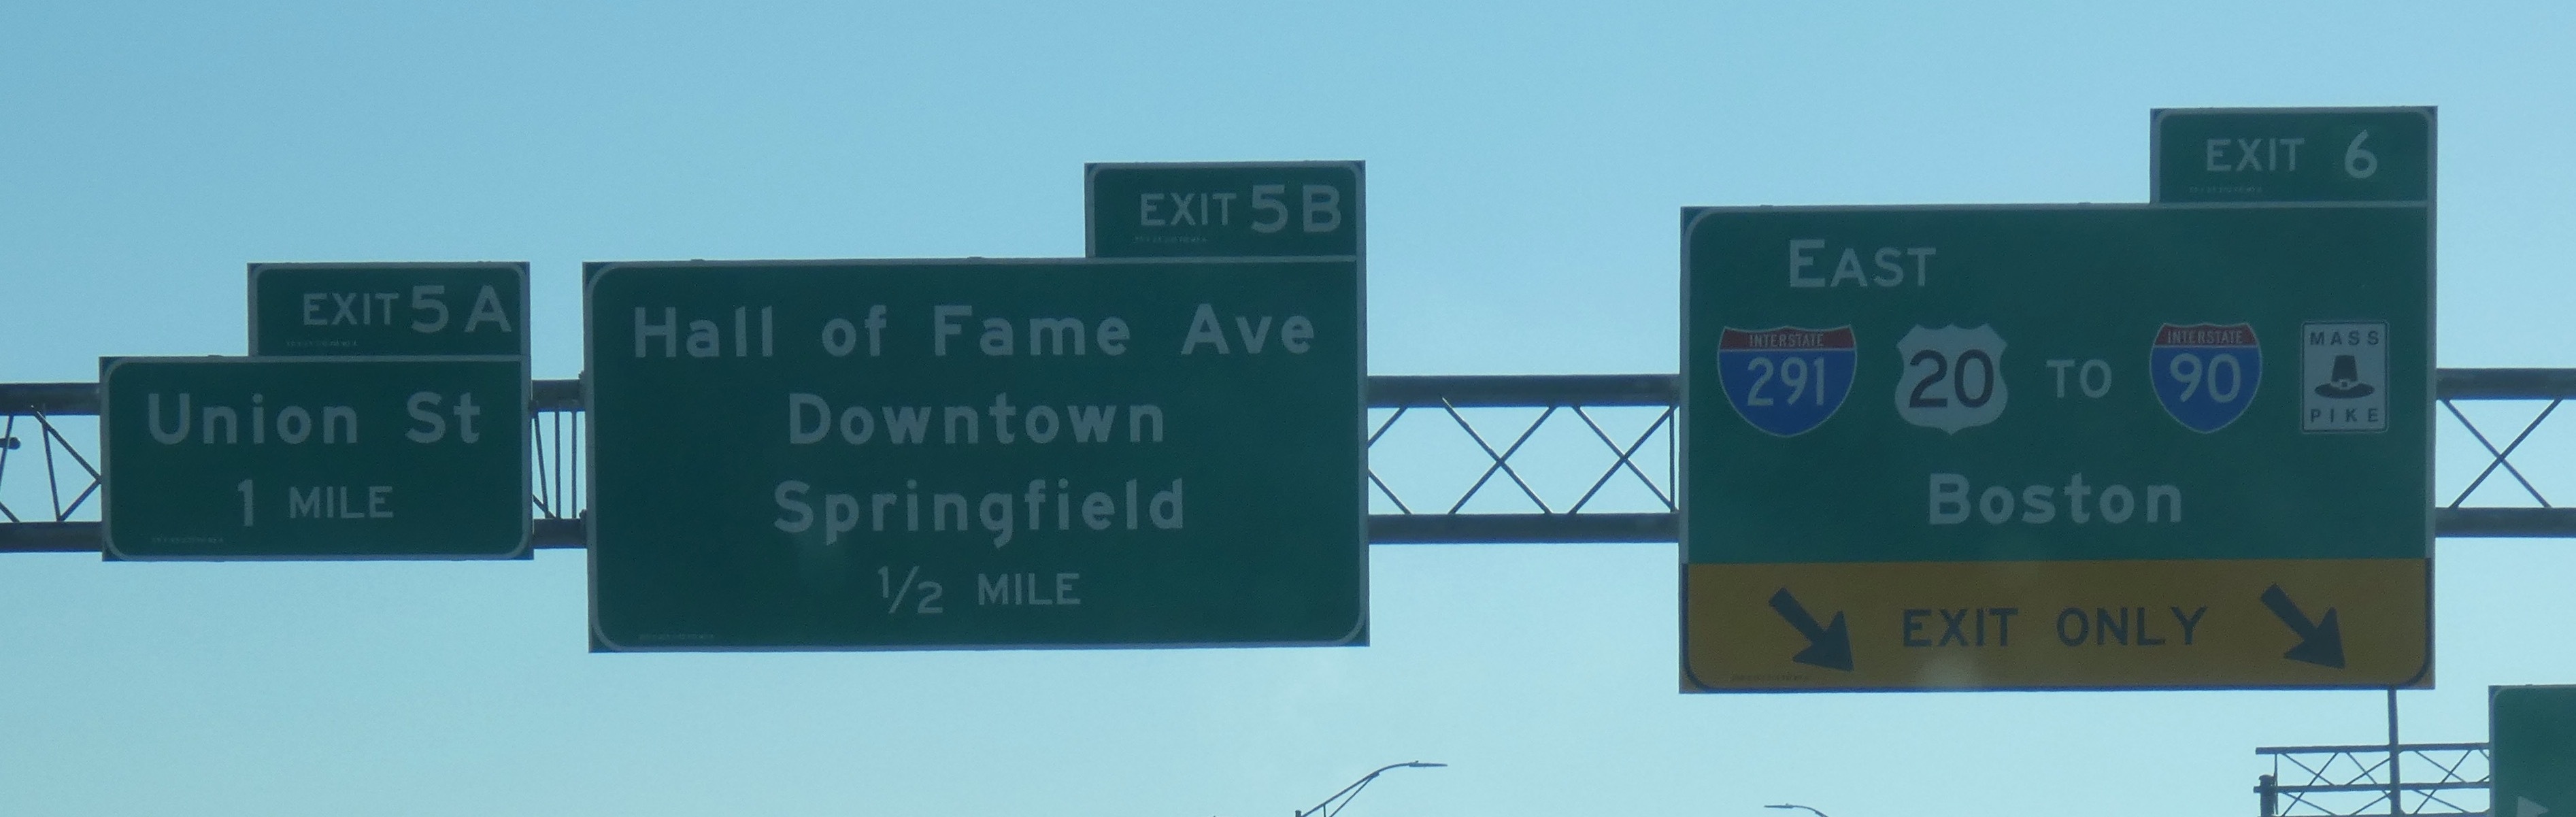 EXIT 5A
Union St
1 MILE
EXIT 5B
Hall of Fame Ave
Downtown
Springfield
1/2 MILE
EXIT 6
EAST
INTERSTATE 291 20 TO INTERSTATE 90 MASS PIKE
Boston
EXIT ONLY